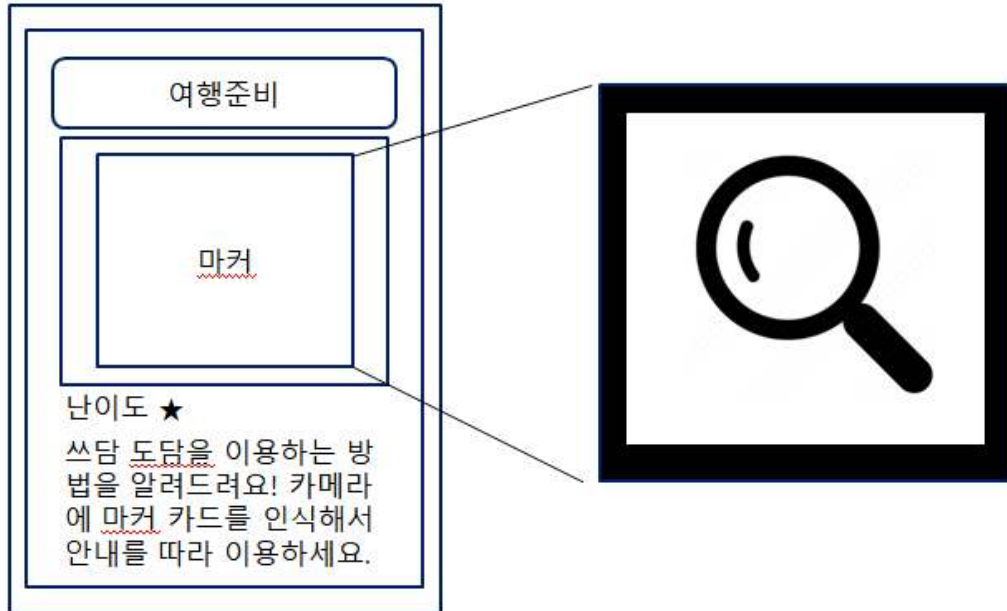 여행준비
마커
난이도 ★
쓰담 도담을 이용하는 방
법을 알려드려요! 카메라
에 마커 카드를 인식해서
안내를 따라 이용하세요.